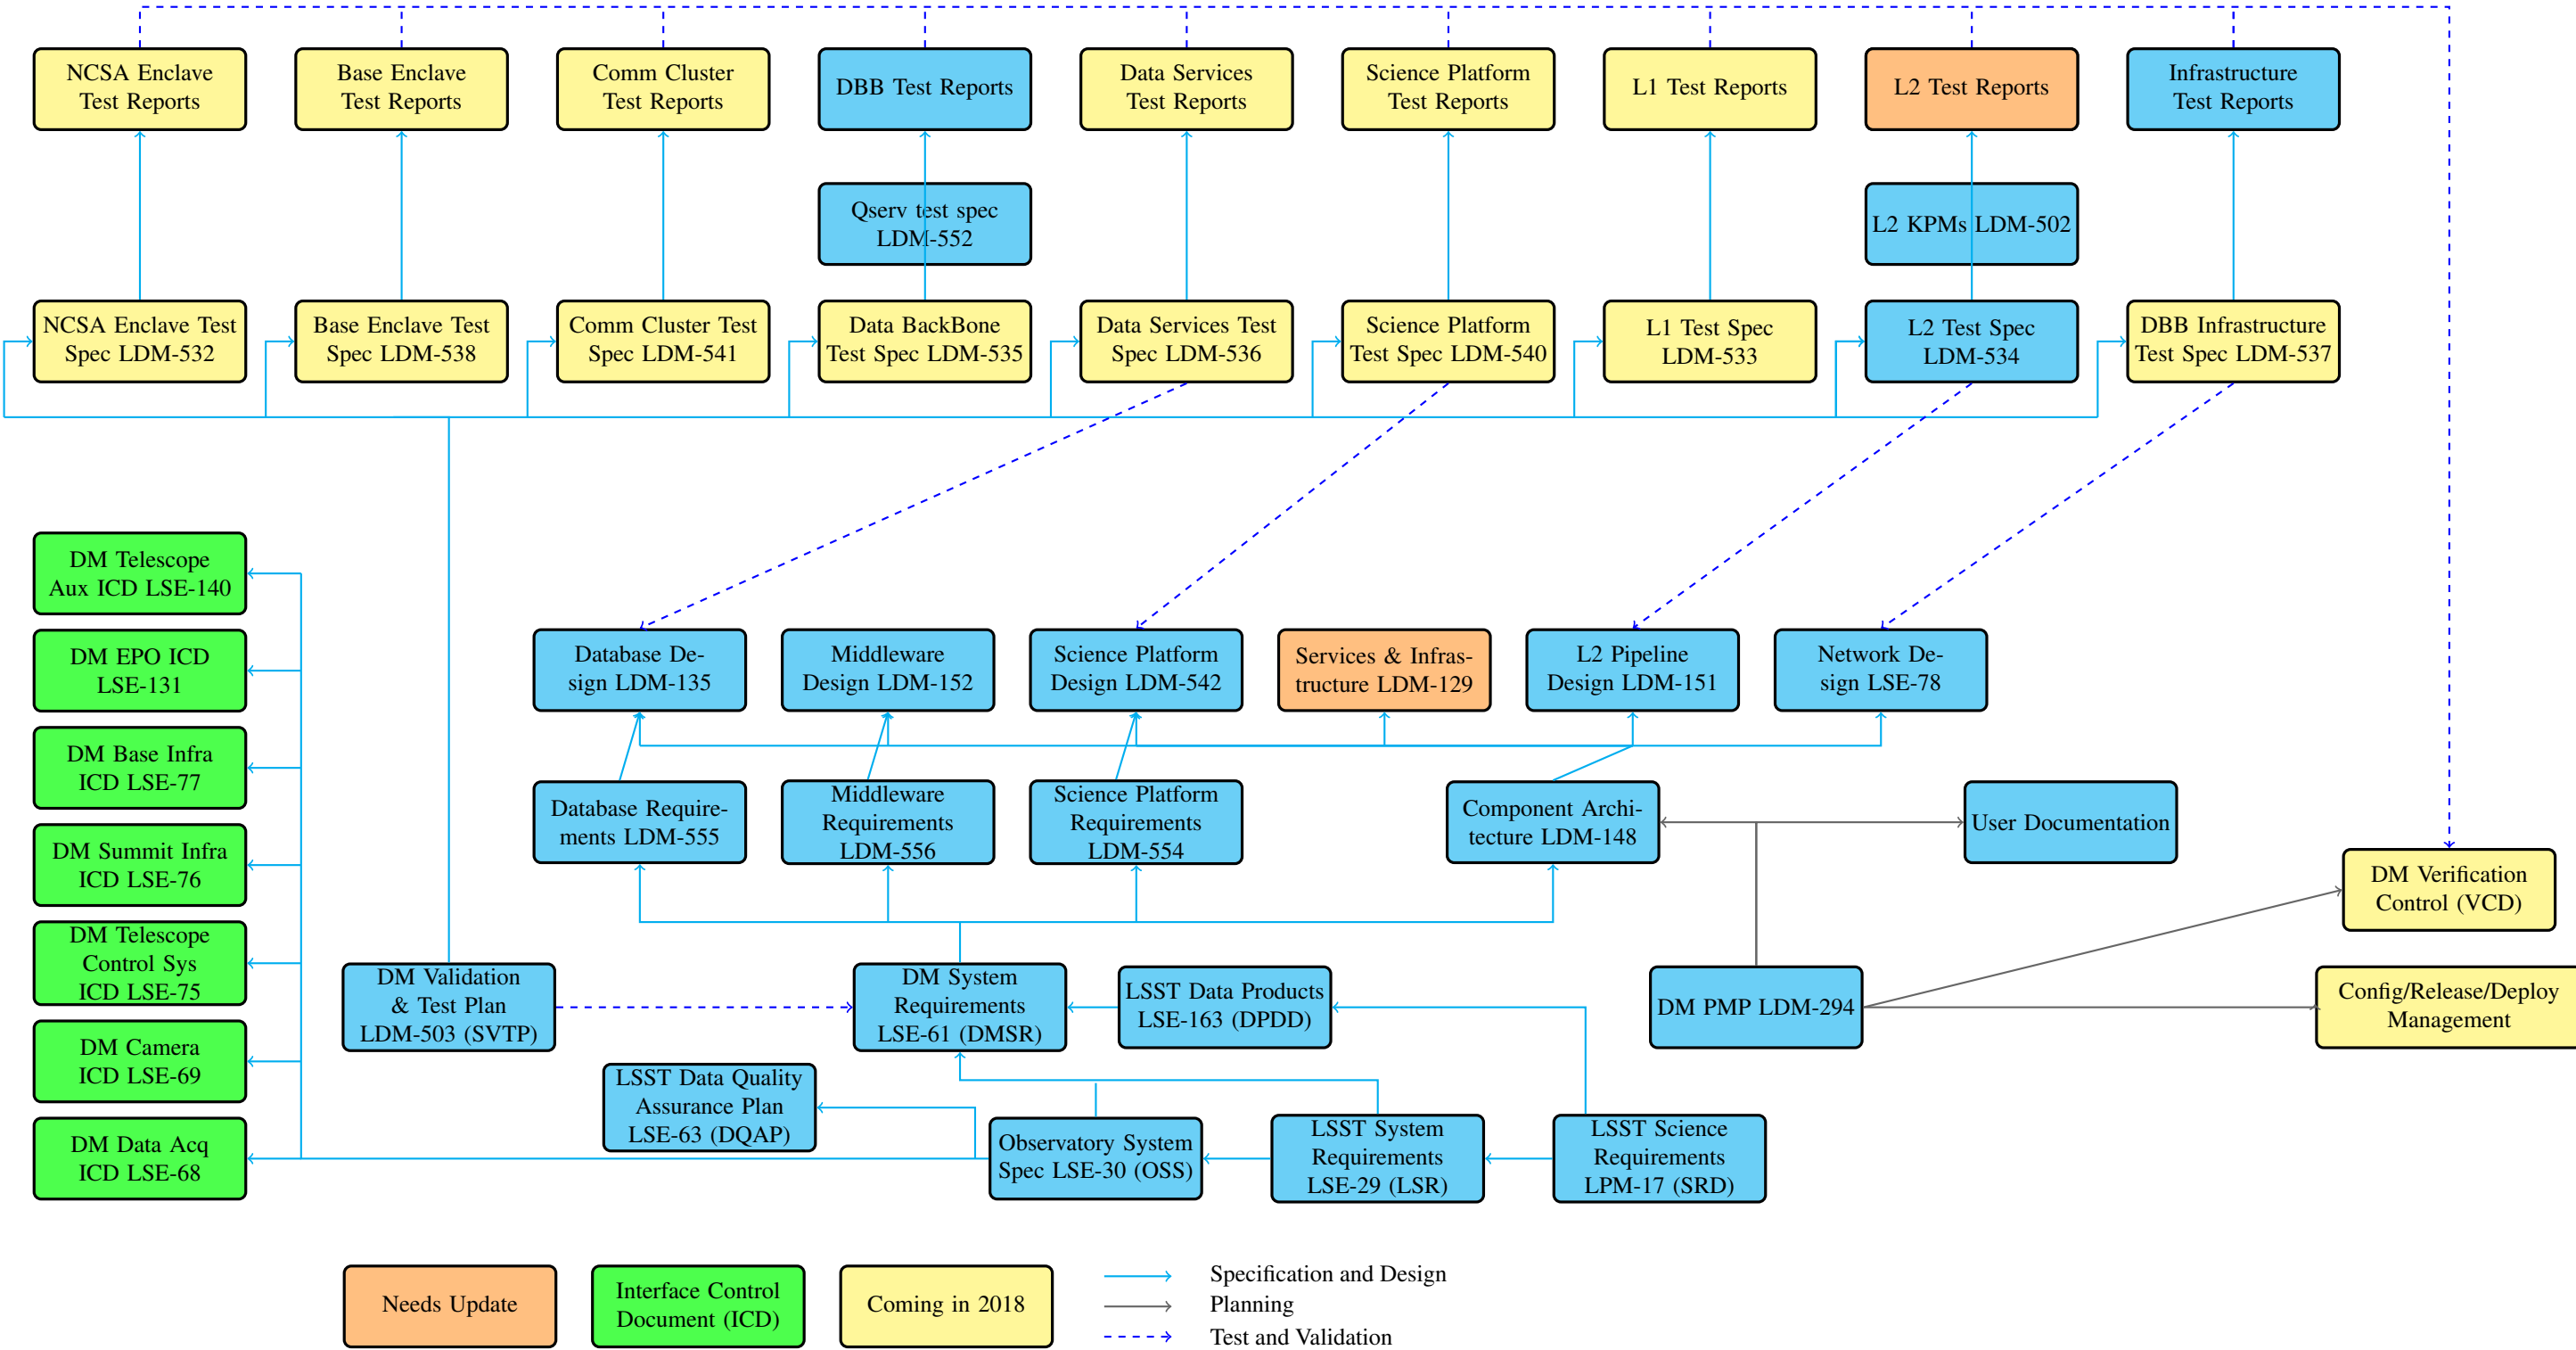 NCSA Enclave
Test Reports
Base Enclave
Test Reports
Comm Cluster
Test Reports
DBB Test Reports
Data Services
Test Reports
Science Platform
Test Reports
L1 Test Reports
L2 Test Reports
Infrastructure
Test Reports
Qserv test spec
LDM-552
L2 KPMs LDM-502
NCSA Enclave Test
Spec LDM-532
Base Enclave Test
Spec LDM-538
Comm Cluster Test
Spec LDM-541
Data BackBone
Test Spec LDM-535
Data Services Test
Spec LDM-536
Science Platform
Test Spec LDM-540
L1 Test Spec
LDM-533
L2 Test Spec
LDM-534
DBB Infrastructure
Test Spec LDM-537
DM Telescope
Aux ICD LSE-140
DM EPO ICD
LSE-131
DM Base Infra
ICD LSE-77
DM Summit Infra
ICD LSE-76
DM Telescope
Control Sys
ICD LSE-75
DM Camera
ICD LSE-69
DM Data Acq
ICD LSE-68
Database De-
sign LDM-135
Middleware
Design LDM-152
Science Platform
Design LDM-542
Services & Infras-
tructure LDM-129
L2 Pipeline
Design LDM-151
Network De-
sign LSE-78
Database Require-
ments LDM-555
Middleware
Requirements
LDM-556
Science Platform
Requirements
LDM-554
Component Archi-
tecture LDM-148
User Documentation
DM Verification
Control (VCD)
DM Validation
& Test Plan
LDM-503 (SVTP)
DM System
Requirements
LSE-61 (DMSR)
LSST Data Products
LSE-163 (DPDD)
DM PMP LDM-294
Config/Release/Deploy
Management
LSST Data Quality
Assurance Plan
LSE-63 (DQAP)
Observatory System
Spec LSE-30 (OSS)
LSST System
Requirements
LSE-29 (LSR)
LSST Science
Requirements
LPM-17 (SRD)
Needs Update
Interface Control
Document (ICD)
Coming in 2018
Specification and Design
Planning
Test and Validation